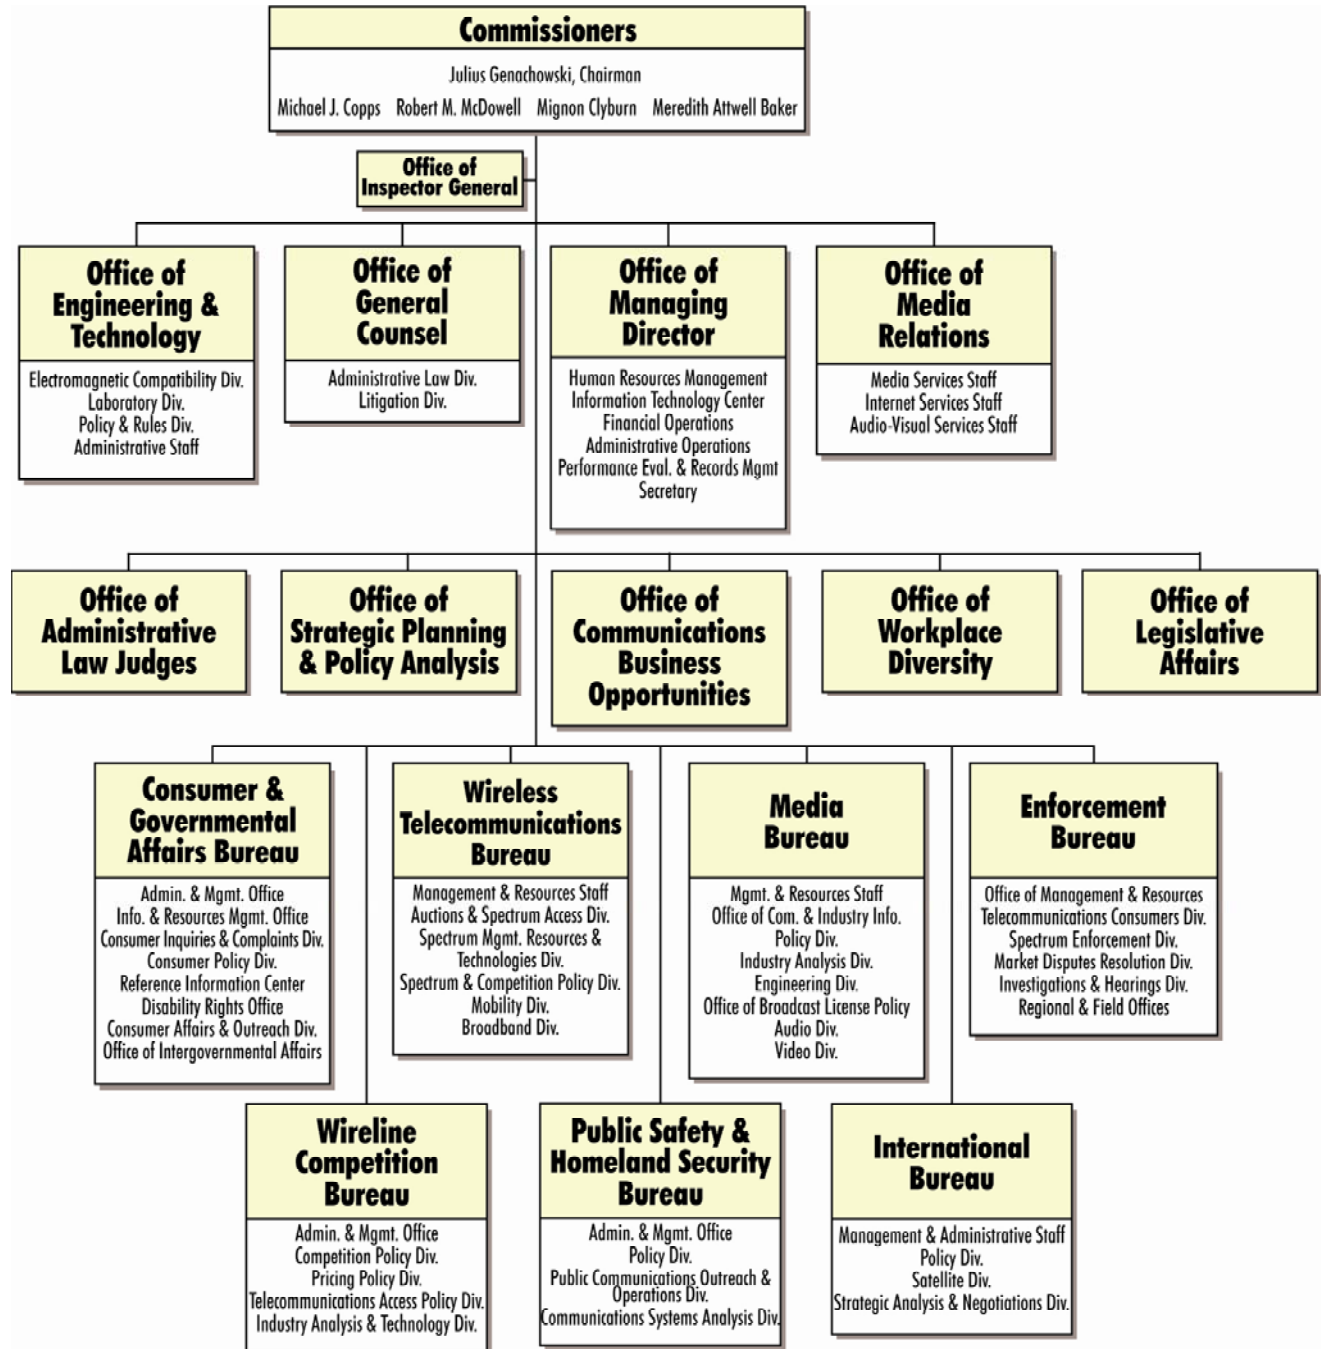 Commissioners
Julius Genachowski, Chairman
Michael J. Copps Robert M. McDowell Mignon Clyburn Meredith Attwell Baker
Office of
Inspector General
Office of
Engineering &
Technology
Electromagnetic Compatibility Div.
Laboratory Div.
Policy & Rules Div.
Administrative Staff
Office of
General
Counsel
Administrative Law Div.
Litigation Div.
Office of
Managing
Director
Human Resources Management
Information Technology Center
Financial Operations
Administrative Operations
Performance Eval. & Records Mgmt
Secretary
Office of
Media
Relations
Media Services Staff
Internet Services Staff
Audio-Visual Services Staff
Office of
Administrative
Law Judges
Office of
Strategic Planning
& Policy Analysis
Office of
Communications
Business
Opportunities
Office of
Workplace
Diversity
Office of
Legislative
Affairs
Consumer &
Governmental
Affairs Bureau
Admin. & Mgmt. Office
Info. & Resources Mgmt. Office
Consumer Inquiries & Complaints Div.
Consumer Policy Div.
Reference Information Center
Disability Rights Office
Consumer Affairs & Outreach Div.
Office of Intergovernmental Affairs
Wireless
Telecommunications
Bureau
Management & Resources Staff
Auctions & Spectrum Access Div.
Spectrum Mgmt. Resources &
Technologies Div.
Spectrum & Competition Policy Div.
Mobility Div.
Broadband Div.
Media
Bureau
Mgmt. & Resources Staff
Office of Com. & Industry Info.
Policy Div.
Industry Analysis Div.
Engineering Div.
Office of Broadcast License Policy
Audio Div.
Video Div.
Enforcement
Bureau
Office of Management & Resources
Telecommunications Consumers Div.
Spectrum Enforcement Div.
Market Disputes Resolution Div.
Investigations & Hearings Div.
Regional & Field Offices
Wireline
Competition
Bureau
Admin. & Mgmt. Office
Competition Policy Div.
Pricing Policy Div.
Telecommunications Access Policy Div.
Industry Analysis & Technology Div.
Public Safety &
Homeland Security
Bureau
Admin. & Mgmt. Office
Policy Div.
Public Communications Outreach &
Operations Div.
Communications Systems Analysis Div.
International
Bureau
Management & Administrative Staff
Policy Div.
Satellite Div.
Strategic Analysis & Negotiations Div.